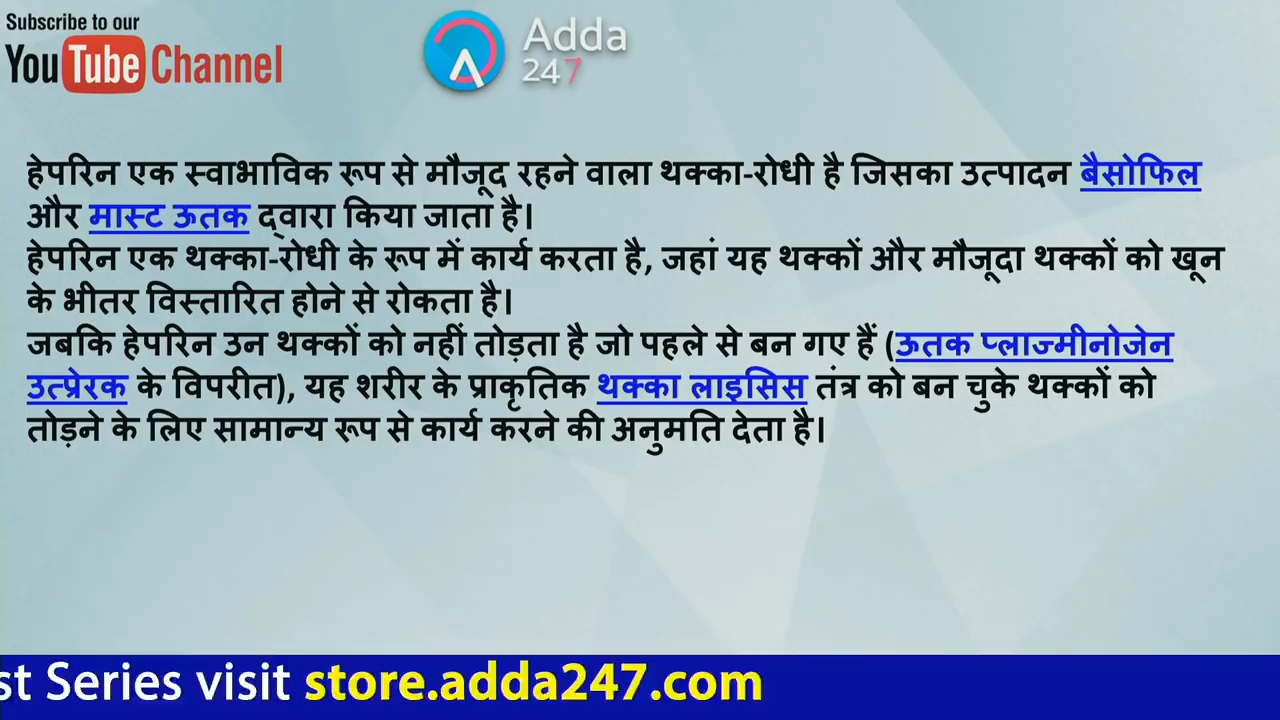 Subscribe to our
YouTube Channel
Adda
247
हेपरिन एक स्वाभाविक रूप से मौजूद रहने वाला थक्का-रोधी है जिसका उत्पादन बैसोफिल
और मास्ट ऊतक द्वारा किया जाता है।
हेपरिन एक थक्का-रोधी के रूप में कार्य करता है, जहां यह थक्कों और मौजूदा थक्कों को खून
के भीतर विस्तारित होने से रोकता है।
जबकि हेपरिन उन थक्कों को नहीं तोड़ता है जो पहले से बन गए हैं (ऊतक प्लाज्मीनोजेन
उत्प्रेरक के विपरीत), यह शरीर के प्राकृतिक थक्का लाइसिस तंत्र को बन चुके थक्कों को
तोड़ने के लिए सामान्य रूप से कार्य करने की अनुमति देता है।
st Series visit store.adda247.com